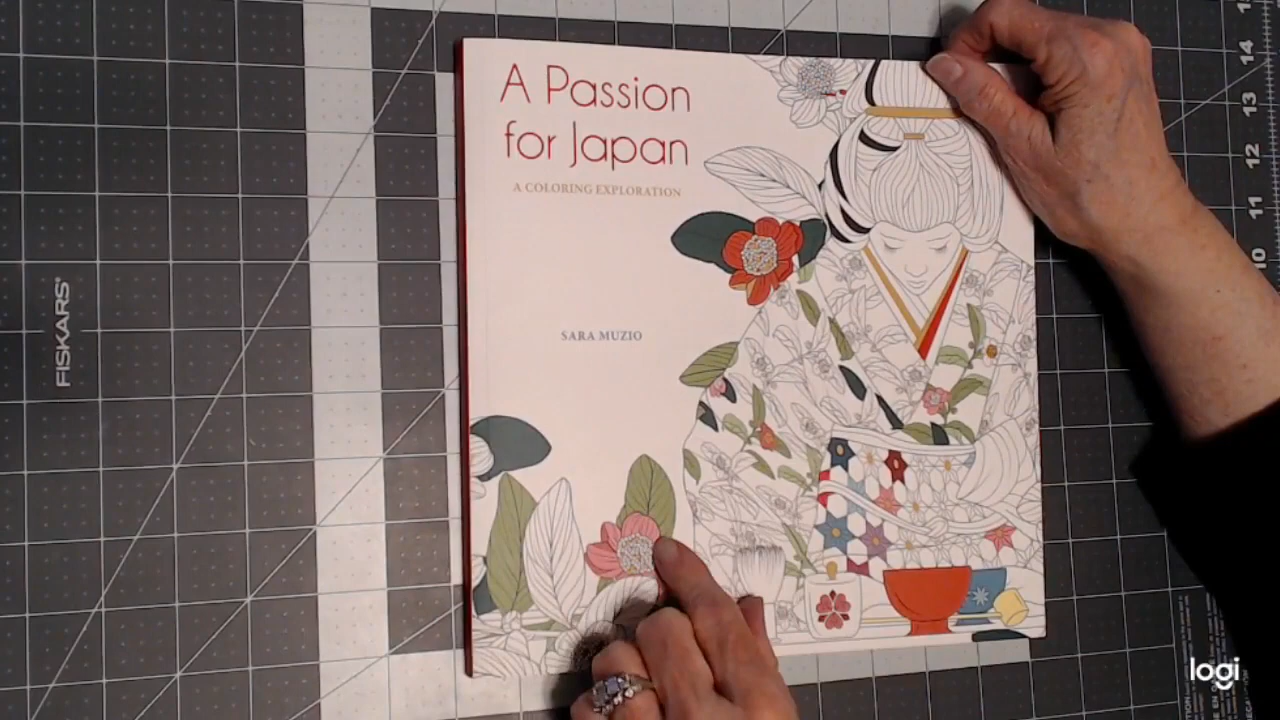 A Passion
for Japan
A COLORING EXPLORATION
SARA MUZIO
FISKARS®
14
13
12
11
10
logi